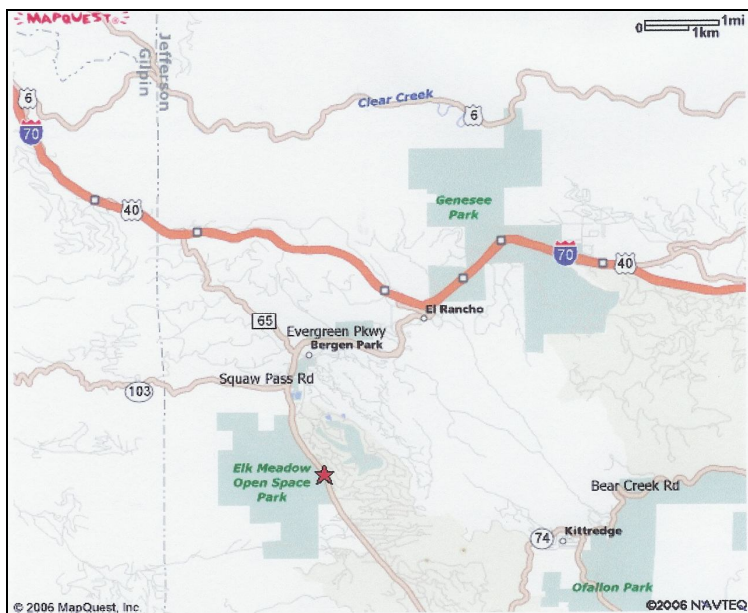 MAPQUEST
0 1mi
1km
Jefferson
Gilpin
6
Clear Creek
6
70
Genesee
Park
40
70
40
El Rancho
65
Evergreen Pkwy
Bergen Park
Squaw Pass Rd
103
Elk Meadow
Open Space
Park
Bear Creek Rd
74
Kittredge
Ofallon Park
© 2006 MapQuest, Inc
©2006 NAVTEQ